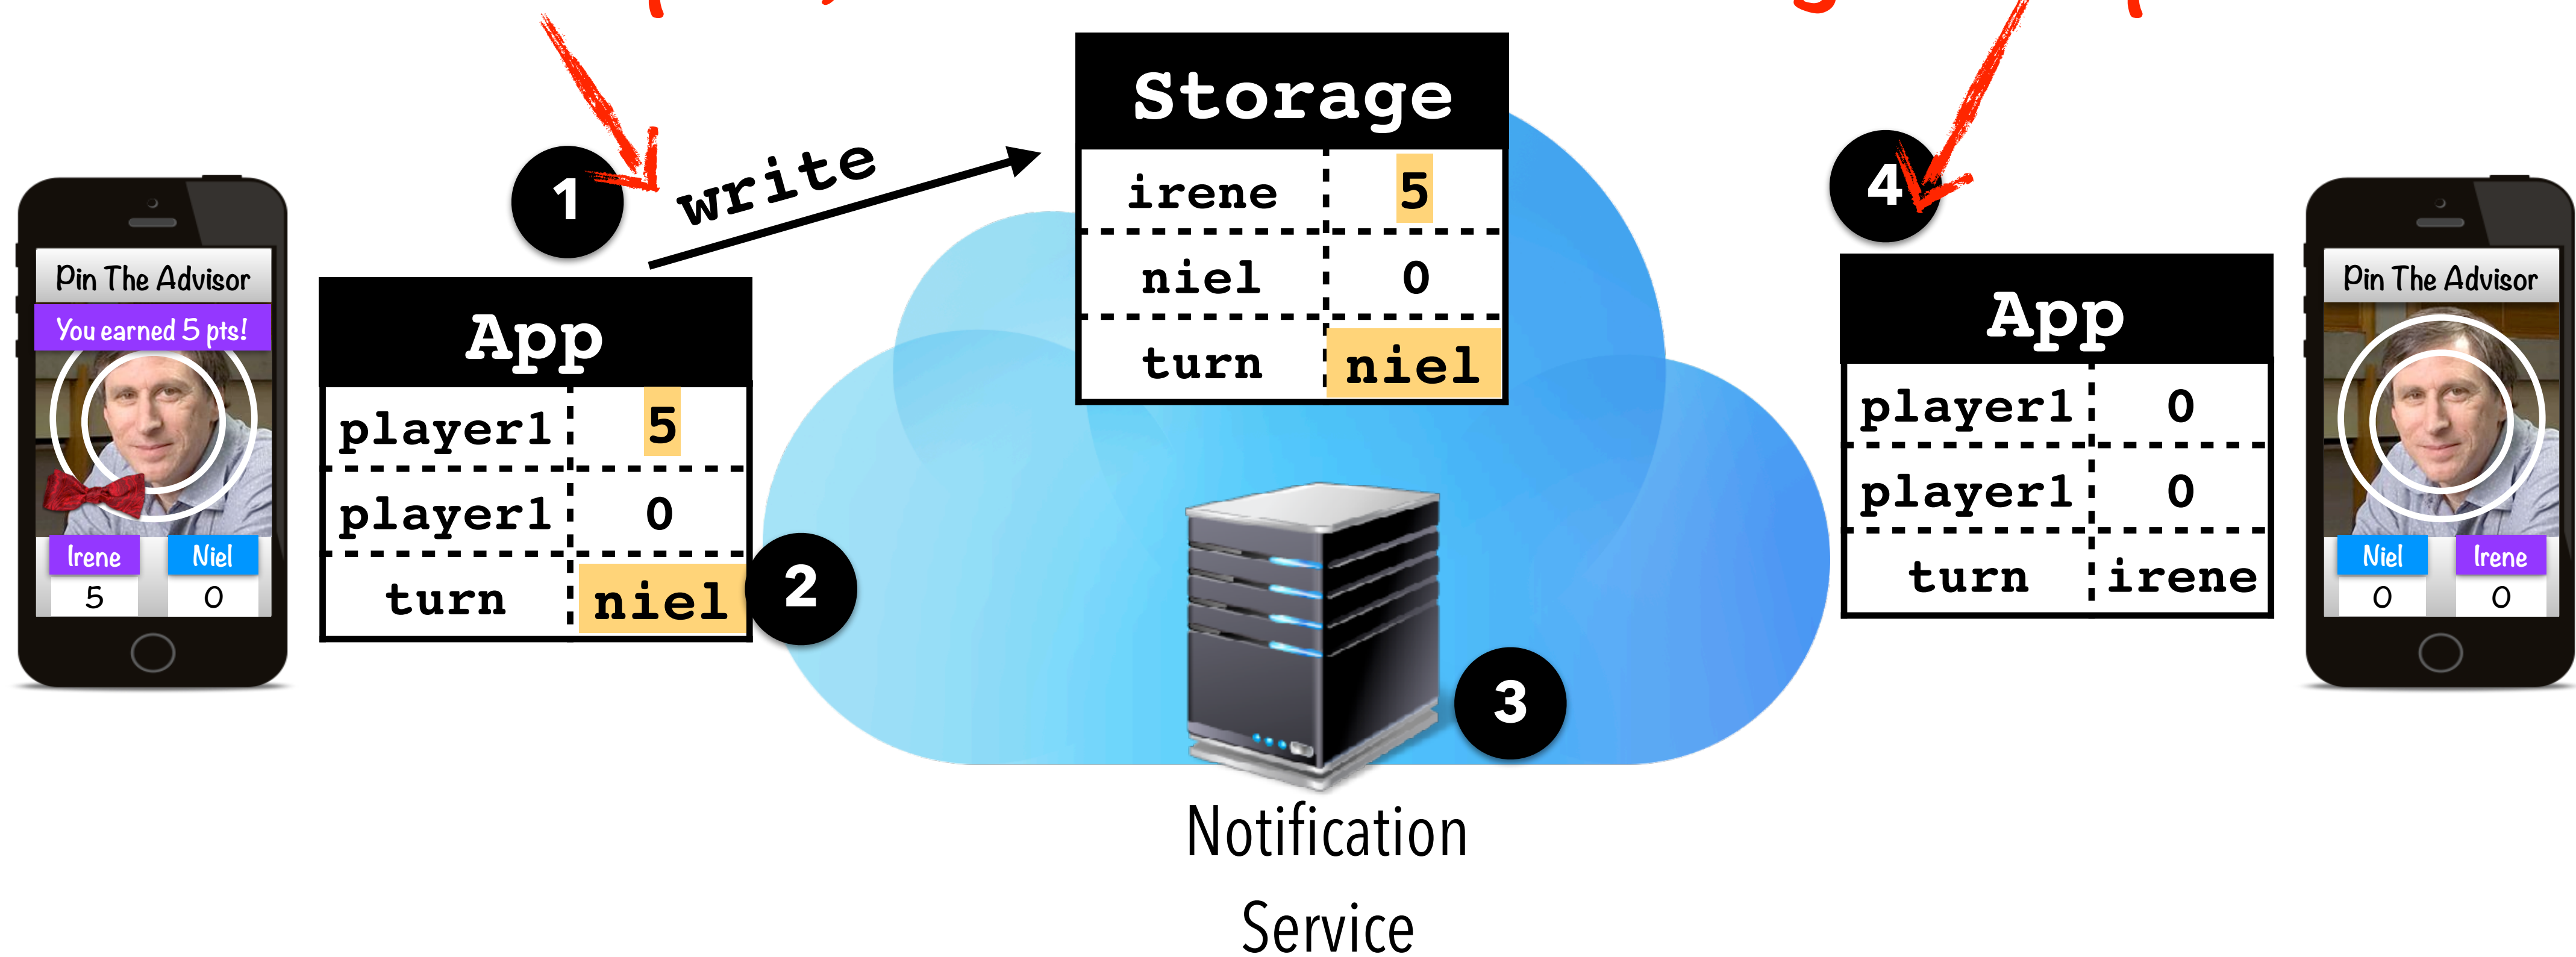 Storage
irene 5
niel 0
turn niel
1
write
4
Pin The Advisor
You earned 5 pts!
Irene Niel
5 0
App
player1 5
player1 0
turn niel
2
3
Notification
Service
App
player1 0
player1 0
turn irene
Pin The Advisor
Niel Irene
0 0